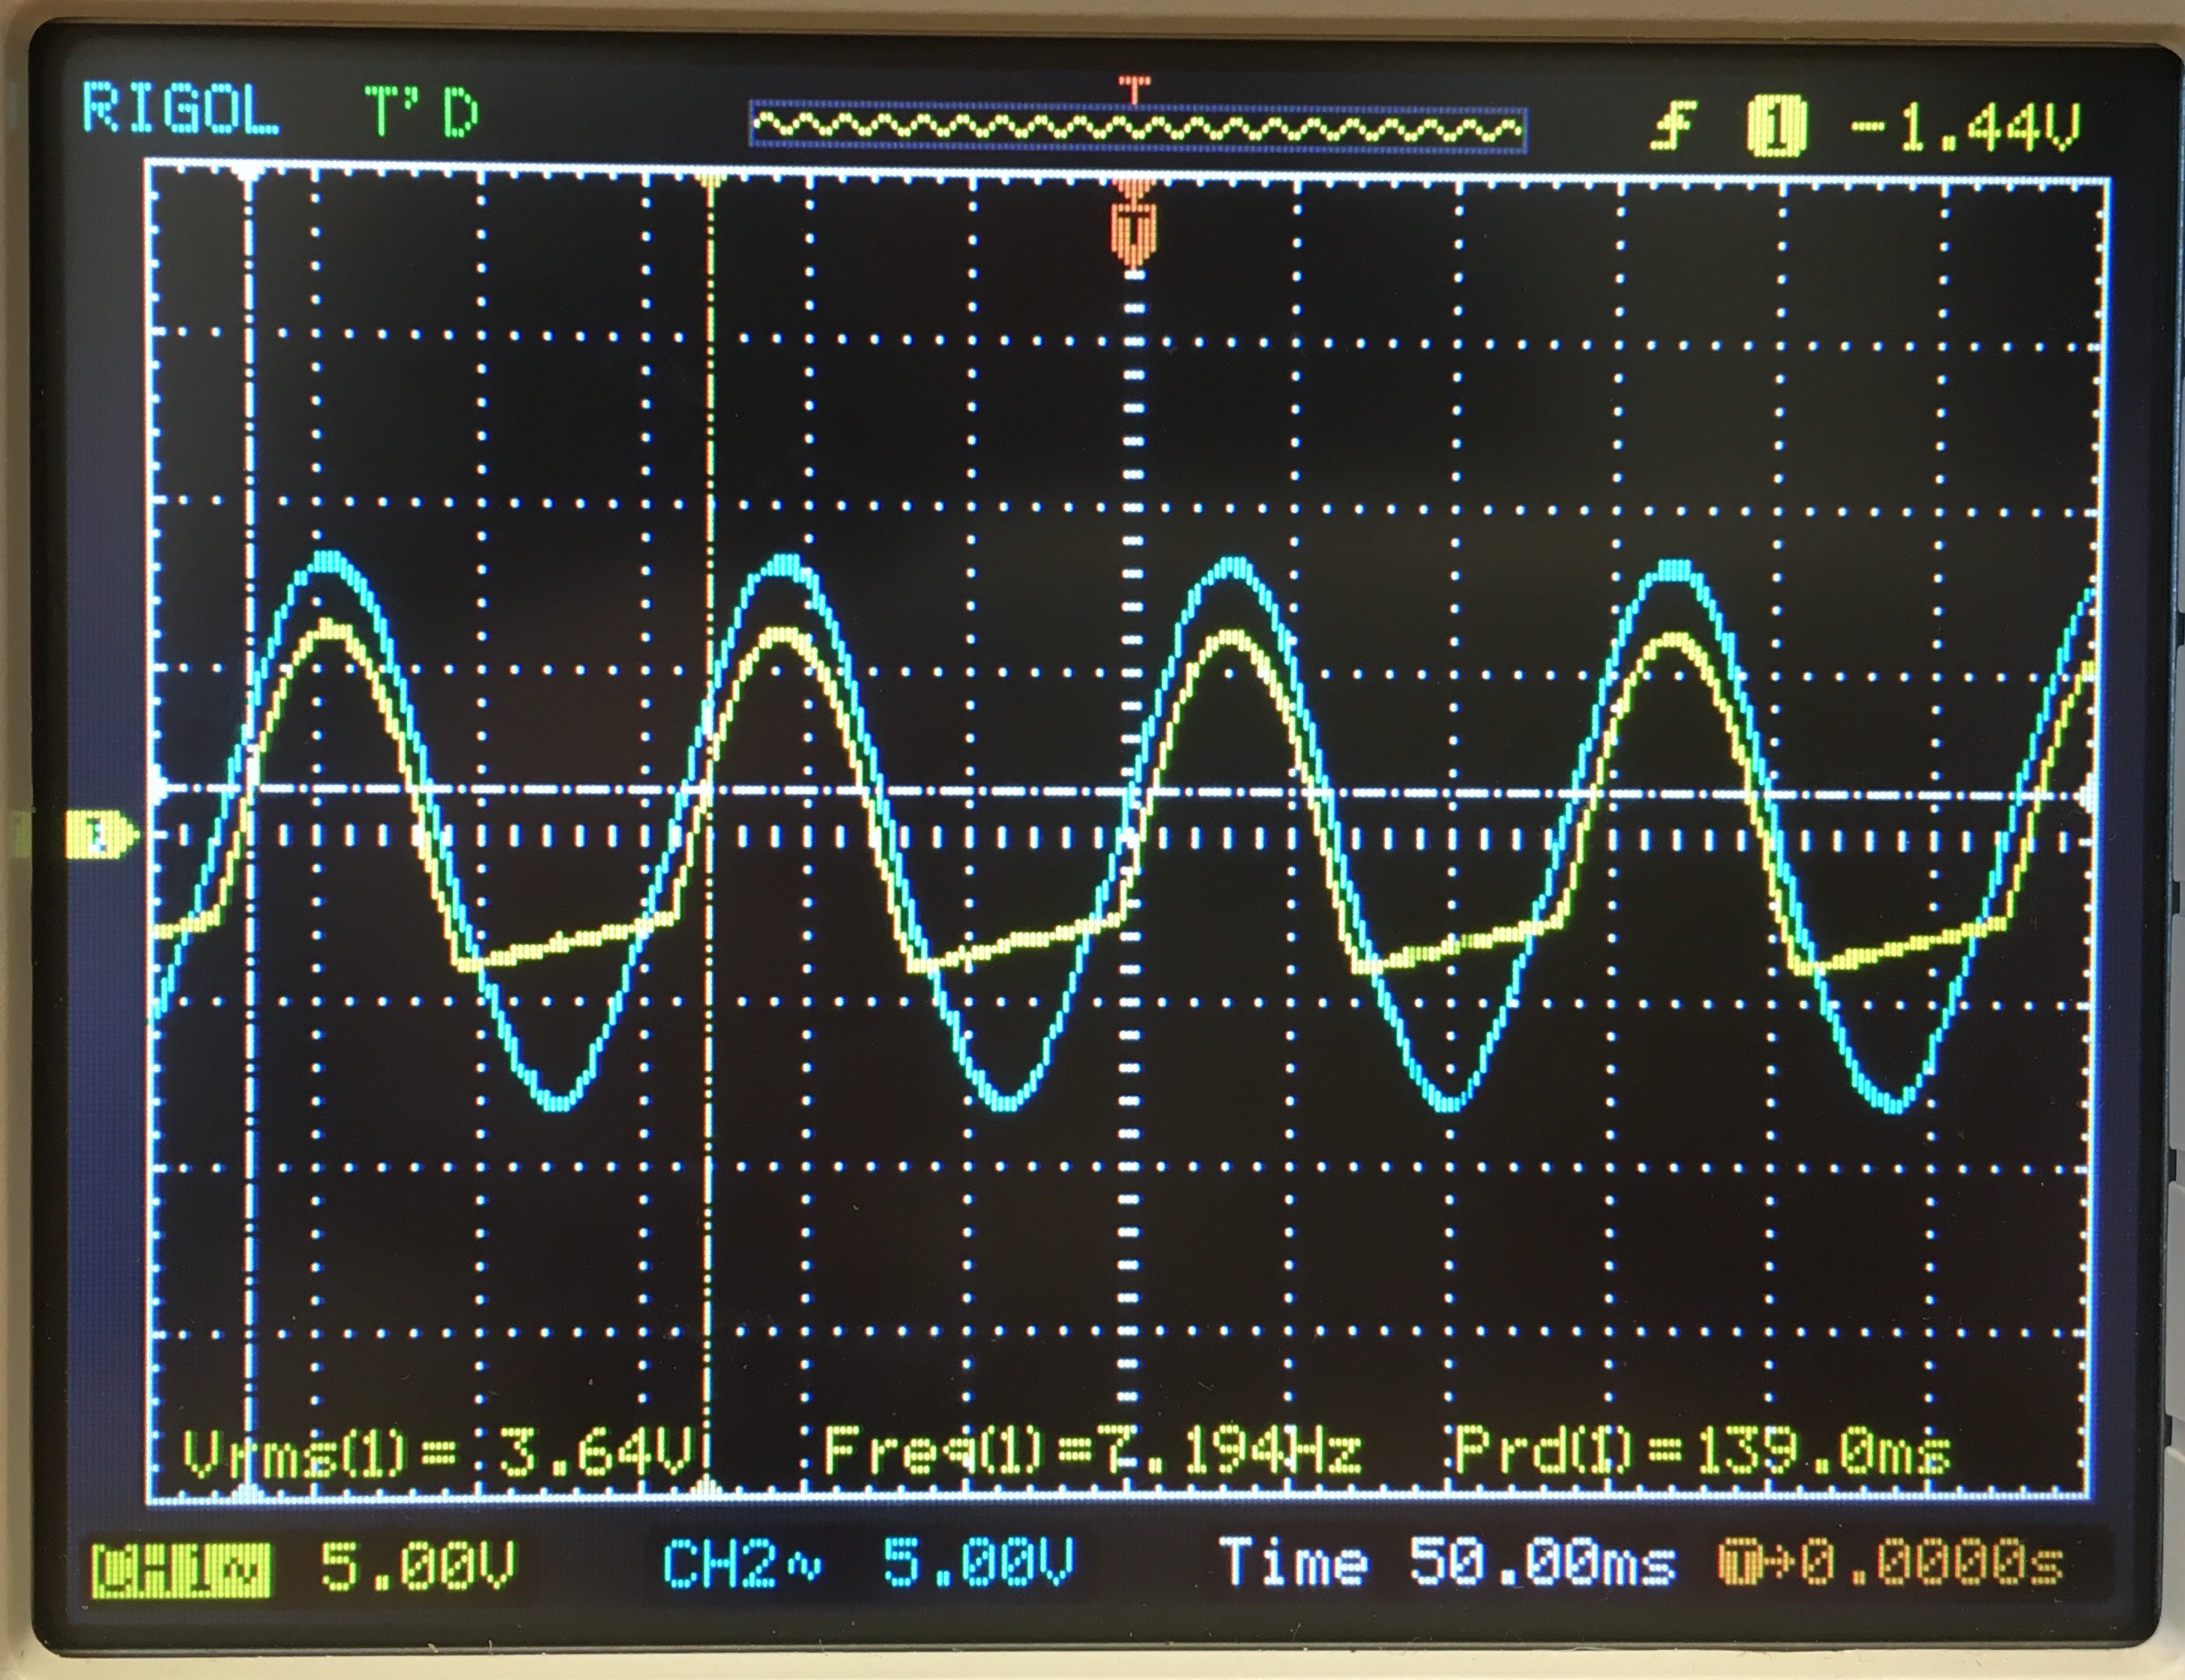 RIGOL T'D T 1 -1.44V
T
2
Vrms(1)= 3.64V Freq(1)=7.194Hz Prd(1)=139.0ms
CH1~ 5.00V CH2~ 5.00V Time 50.00ms T→0.0000s